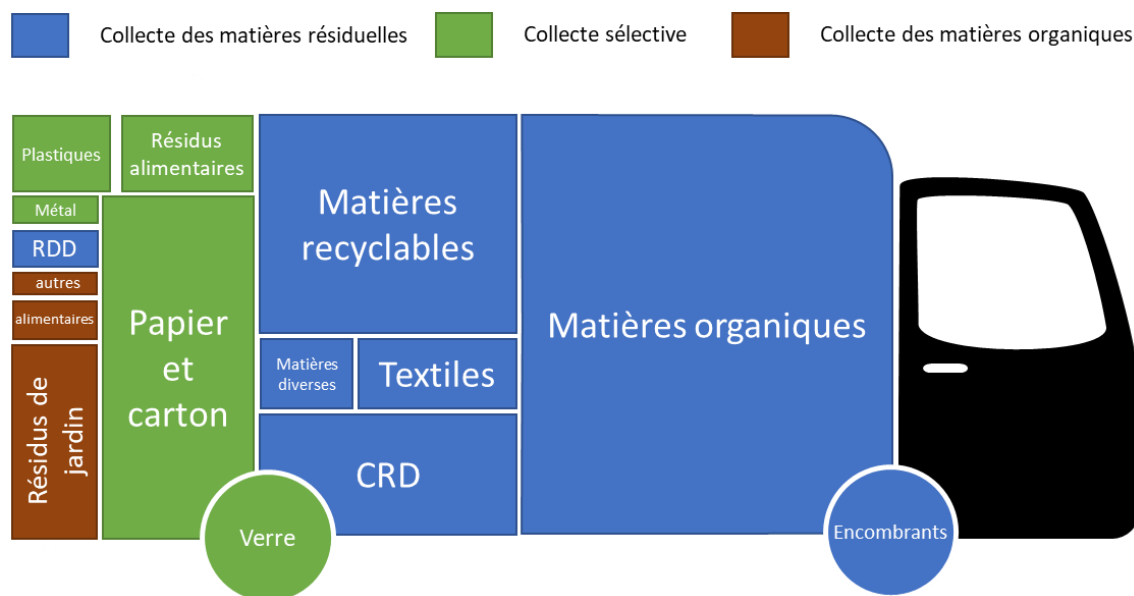 Collecte des matières résiduelles
Collecte sélective
Collecte des matières organiques
Plastiques
Résidus
alimentaires
Métal
RDD
autres
alimentaires
Résidus de
jardin
Papier
et
carton
Verre
Matières
recyclables
Matières
diverses
Textiles
CRD
Matières organiques
Encombrants